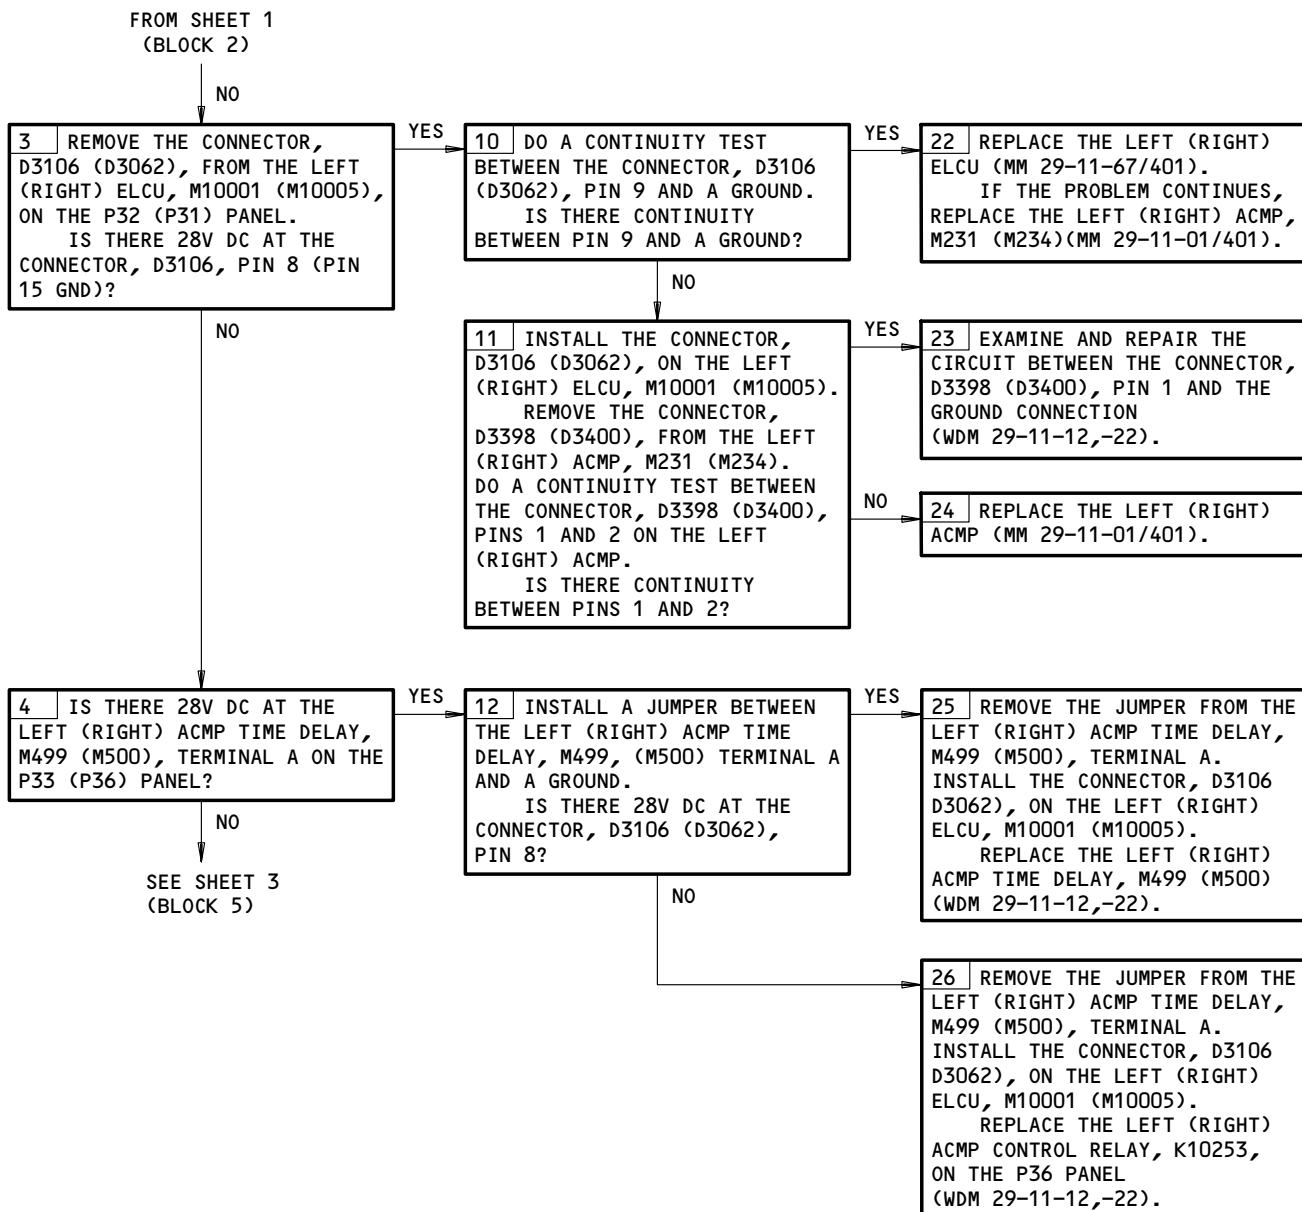 FROM SHEET 1
(BLOCK 2)
NO
3 REMOVE THE CONNECTOR,
D3106 (D3062), FROM THE LEFT
(RIGHT) ELCU, M10001 (M10005),
ON THE P32 (P31) PANEL.
IS THERE 28V DC AT THE
CONNECTOR, D3106, PIN 8 (PIN
15 GND)?
YES
10 DO A CONTINUITY TEST
BETWEEN THE CONNECTOR, D3106
(D3062), PIN 9 AND A GROUND.
IS THERE CONTINUITY
BETWEEN PIN 9 AND A GROUND?
YES
22 REPLACE THE LEFT (RIGHT)
ELCU (MM 29-11-67/401).
IF THE PROBLEM CONTINUES,
REPLACE THE LEFT (RIGHT) ACMP,
M231 (M234)(MM 29-11-01/401).
NO
NO
11 INSTALL THE CONNECTOR,
D3106 (D3062), ON THE LEFT
(RIGHT) ELCU, M10001 (M10005).
REMOVE THE CONNECTOR,
D3398 (D3400), FROM THE LEFT
(RIGHT) ACMP, M231 (M234).
DO A CONTINUITY TEST BETWEEN
THE CONNECTOR, D3398 (D3400),
PINS 1 AND 2 ON THE LEFT
(RIGHT) ACMP.
IS THERE CONTINUITY
BETWEEN PINS 1 AND 2?
YES
23 EXAMINE AND REPAIR THE
CIRCUIT BETWEEN THE CONNECTOR,
D3398 (D3400), PIN 1 AND THE
GROUND CONNECTION
(WDM 29-11-12,-22).
NO
24 REPLACE THE LEFT (RIGHT)
ACMP (MM 29-11-01/401).
4 IS THERE 28V DC AT THE
LEFT (RIGHT) ACMP TIME DELAY,
M499 (M500), TERMINAL A ON THE
P33 (P36) PANEL?
YES
12 INSTALL A JUMPER BETWEEN
THE LEFT (RIGHT) ACMP TIME
DELAY, M499, (M500) TERMINAL A
AND A GROUND.
IS THERE 28V DC AT THE
CONNECTOR, D3106 (D3062),
PIN 8?
YES
25 REMOVE THE JUMPER FROM THE
LEFT (RIGHT) ACMP TIME DELAY,
M499 (M500), TERMINAL A.
INSTALL THE CONNECTOR, D3106
D3062), ON THE LEFT (RIGHT)
ELCU, M10001 (M10005).
REPLACE THE LEFT (RIGHT)
ACMP TIME DELAY, M499 (M500)
(WDM 29-11-12,-22).
NO
SEE SHEET 3
(BLOCK 5)
NO
26 REMOVE THE JUMPER FROM THE
LEFT (RIGHT) ACMP TIME DELAY,
M499 (M500), TERMINAL A.
INSTALL THE CONNECTOR, D3106
D3062), ON THE LEFT (RIGHT)
ELCU, M10001 (M10005).
REPLACE THE LEFT (RIGHT)
ACMP CONTROL RELAY, K10253,
ON THE P36 PANEL
(WDM 29-11-12,-22).